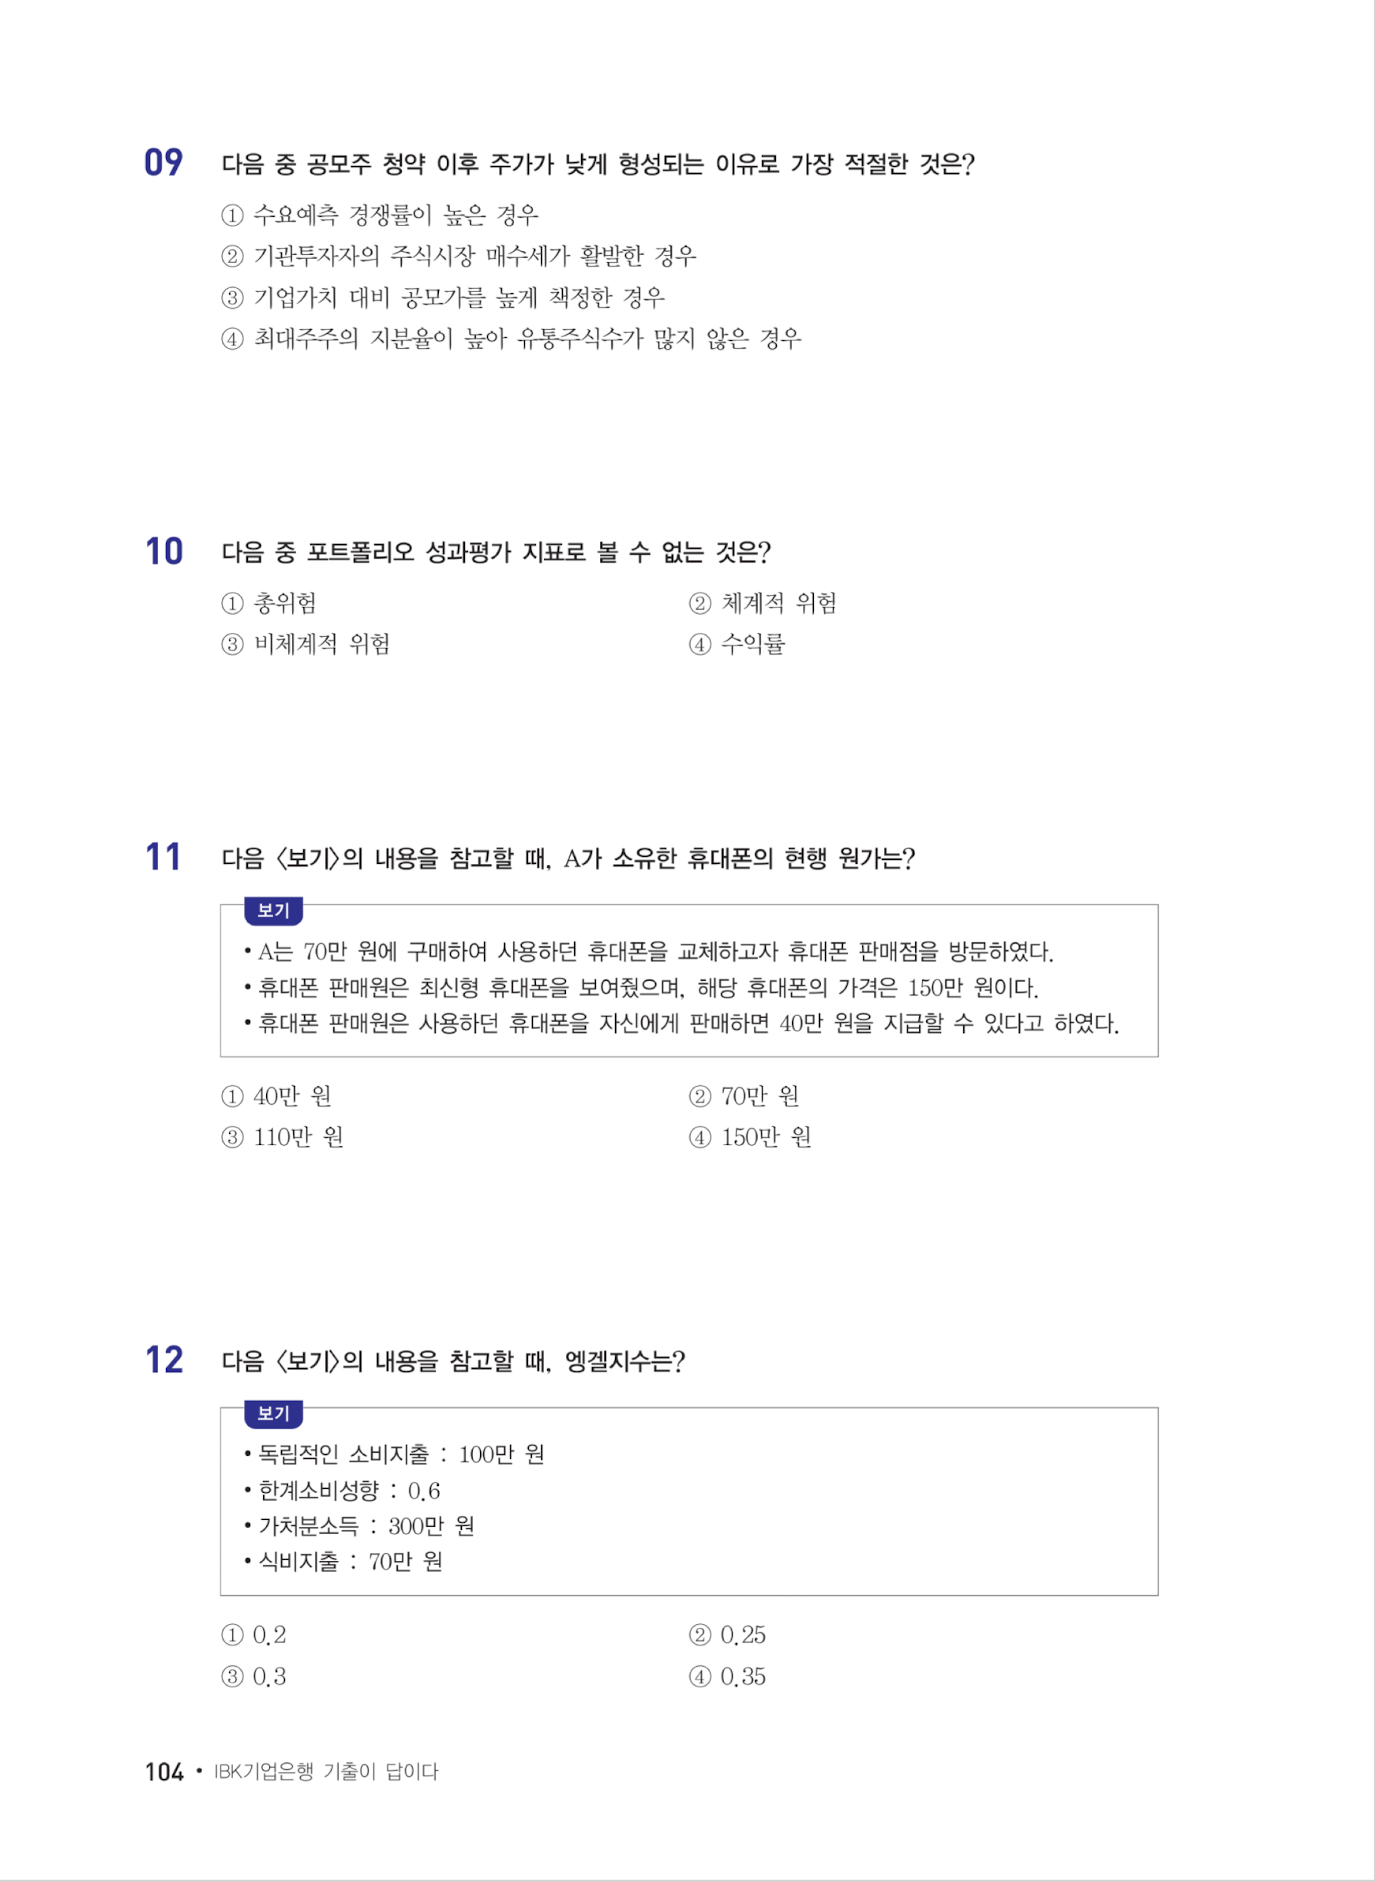 09 다음 중 공모주 청약 이후 주가가 낮게 형성되는 이유로 가장 적절한 것은?
① 수요예측 경쟁률이 높은 경우
② 기관투자자의 주식시장 매수세가 활발한 경우
③ 기업가치 대비 공모가를 높게 책정한 경우
④ 최대주주의 지분율이 높아 유통주식수가 많지 않은 경우
10 다음 중 포트폴리오 성과평가 지표로 볼 수 없는 것은?
① 총위험 ② 체계적 위험
③ 비체계적 위험 ④ 수익률
11 다음 〈보기〉의 내용을 참고할 때, A가 소유한 휴대폰의 현행 원가는?
보기
• A는 70만 원에 구매하여 사용하던 휴대폰을 교체하고자 휴대폰 판매점을 방문하였다.
• 휴대폰 판매원은 최신형 휴대폰을 보여줬으며, 해당 휴대폰의 가격은 150만 원이다.
• 휴대폰 판매원은 사용하던 휴대폰을 자신에게 판매하면 40만 원을 지급할 수 있다고 하였다.
① 40만 원 ② 70만 원
③ 110만 원 ④ 150만 원
12 다음 〈보기〉의 내용을 참고할 때, 엥겔지수는?
보기
• 독립적인 소비지출 : 100만 원
• 한계소비성향 : 0.6
• 가처분소득 : 300만 원
• 식비지출 : 70만 원
① 0.2 ② 0.25
③ 0.3 ④ 0.35
104 • IBK기업은행 기출이 답이다